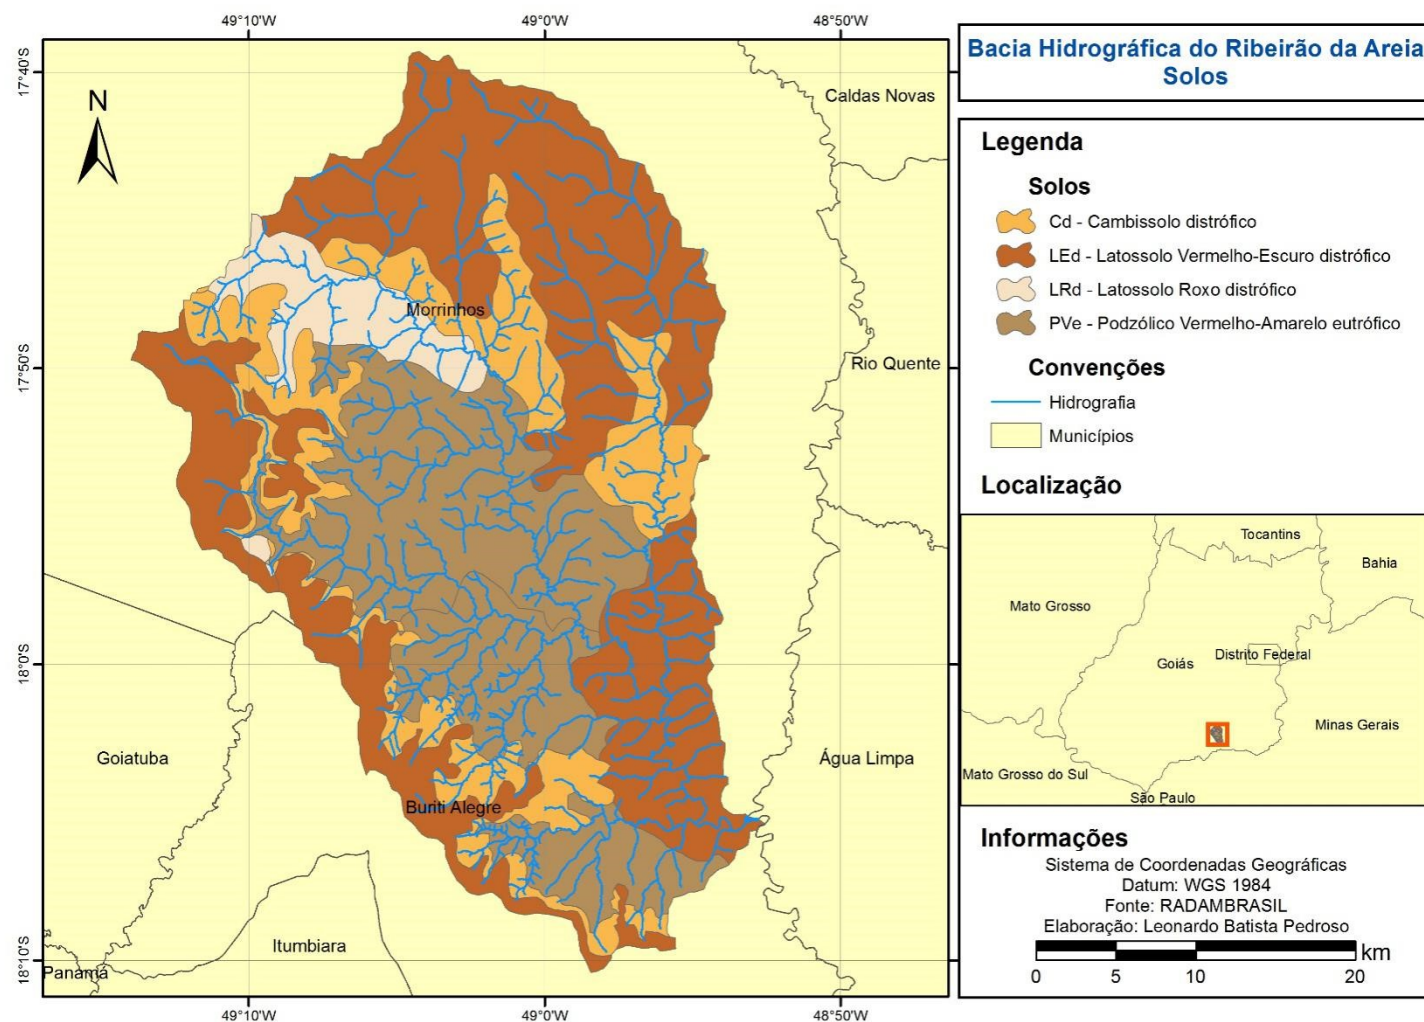 49°10'W
49°0'W
48°50'W
17°40'S
17°50'S
18°0'S
18°10'S
N
Caldas Novas
Morrinhos
Rio Quente
Goiatuba
Água Limpa
Buriti Alegre
Itumbiara
Panamá
49°10'W
49°0'W
48°50'W
Bacia Hidrográfica do Ribeirão da Areia
Solos
Legenda
Solos
Cd - Cambissolo distrófico
LEd - Latossolo Vermelho-Escuro distrófico
LRd - Latossolo Roxo distrófico
PVe - Podzólico Vermelho-Amarelo eutrófico
Convenções
Hidrografia
Municípios
Localização
Tocantins
Bahia
Mato Grosso
Distrito Federal
Goiás
Minas Gerais
Mato Grosso do Sul
São Paulo
Informações
Sistema de Coordenadas Geográficas
Datum: WGS 1984
Fonte: RADAMBRASIL
Elaboração: Leonardo Batista Pedroso
km
0 5 10 20